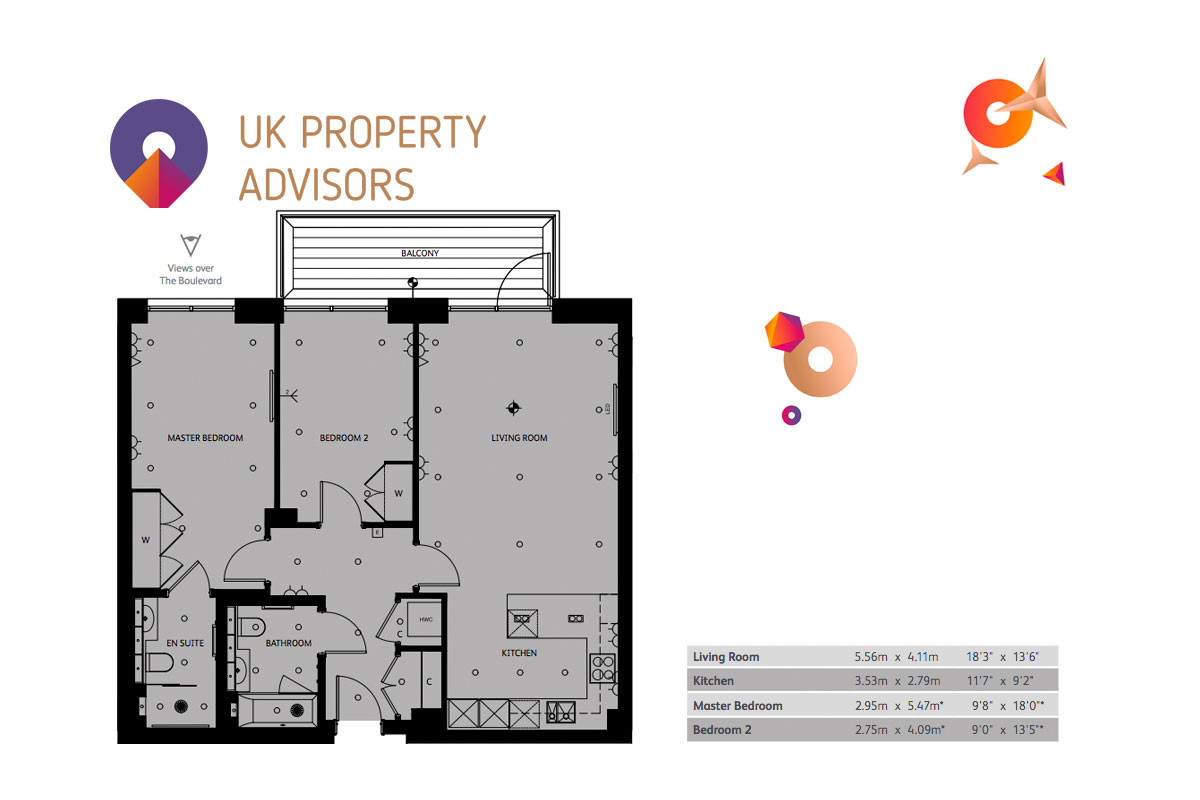 UK PROPERTY
ADVISORS
Views over
The Boulevard
BALCONY
2
LED
MASTER BEDROOM
BEDROOM 2
LIVING ROOM
W
W
E
HWC
C
EN SUITE
BATHROOM
KITCHEN
C
Living Room 5.56m x 4.11m 18'3" x 13'6"
Kitchen 3.53m x 2.79m 11'7" x 9'2"
Master Bedroom 2.95m x 5.47m* 9'8" x 18'0"*
Bedroom 2 2.75m x 4.09m* 9'0" x 13'5"*